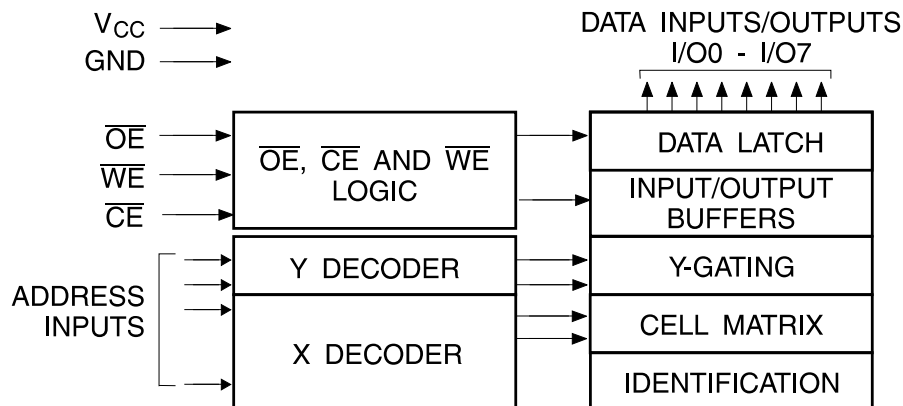 VCC
GND
DATA INPUTS/OUTPUTS
I/O0 - I/O7
OE
WE
CE
OE, CE AND WE
LOGIC
DATA LATCH
INPUT/OUTPUT
BUFFERS
ADDRESS
INPUTS
Y DECODER
Y-GATING
X DECODER
CELL MATRIX
IDENTIFICATION